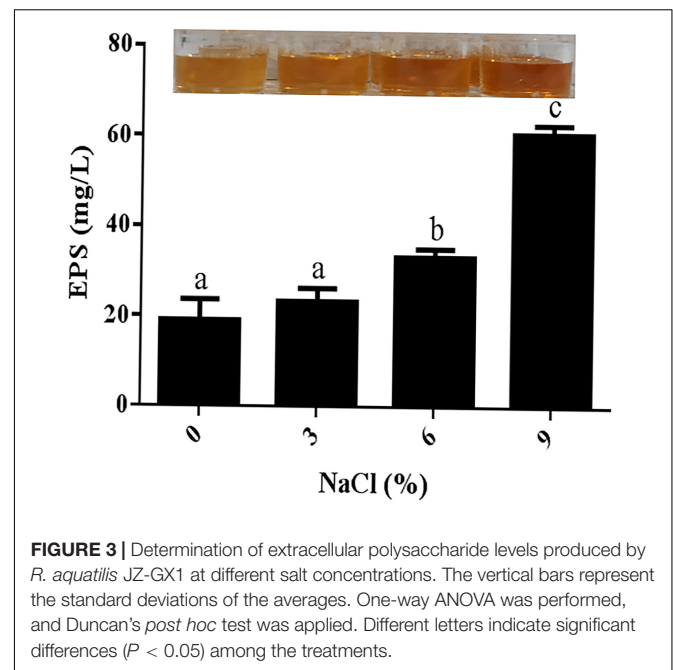 80
60
40
20
0
EPS (mg/L)
a
a
b
c
0
3
6
9
NaCl (%)
FIGURE 3 | Determination of extracellular polysaccharide levels produced by
R. aquatilis JZ-GX1 at different salt concentrations. The vertical bars represent
the standard deviations of the averages. One-way ANOVA was performed,
and Duncan's post hoc test was applied. Different letters indicate significant
differences (P < 0.05) among the treatments.